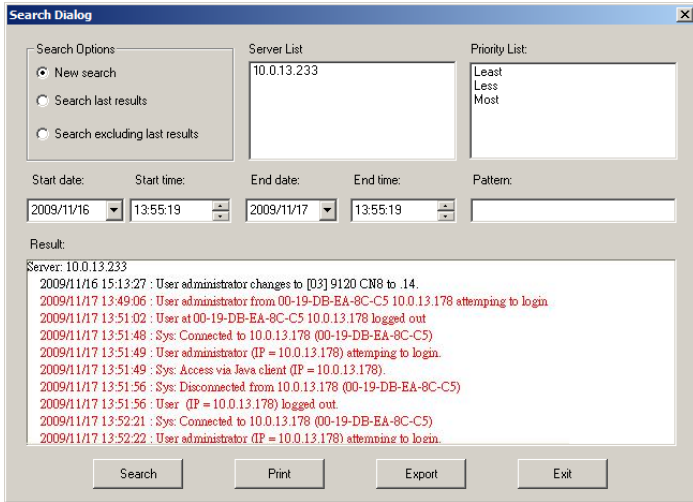 Search Dialog
Search Options
New search
Search last results
Search excluding last results
Server List
10.0.13.233
Priority List:
Least
Less
Most
Start date:
Start time:
End date:
End time:
Pattern:
2009/11/16
13:55:19
2009/11/17
13:55:19
Result:
Server: 10.0.13.233
2009/11/16 15:13:27 : User administrator changes to [03] 9120 CN8 to .14.
2009/11/17 13:49:06 : User administrator from 00-19-DB-EA-8C-C5 10.0.13.178 attemping to login
2009/11/17 13:51:02 : User at 00-19-DB-EA-8C-C5 10.0.13.178 logged out
2009/11/17 13:51:48 : Sys: Connected to 10.0.13.178 (00-19-DB-EA-8C-C5)
2009/11/17 13:51:49 : User administrator (IP = 10.0.13.178) attemping to login.
2009/11/17 13:51:49 : Sys: Access via Java client (IP = 10.0.13.178).
2009/11/17 13:51:56 : Sys: Disconnected from 10.0.13.178 (00-19-DB-EA-8C-C5)
2009/11/17 13:51:56 : User (IP = 10.0.13.178) logged out.
2009/11/17 13:52:21 : Sys: Connected to 10.0.13.178 (00-19-DB-EA-8C-C5)
2009/11/17 13:52:22 : User administrator (IP = 10.0.13.178) attemping to login.
Search
Print
Export
Exit